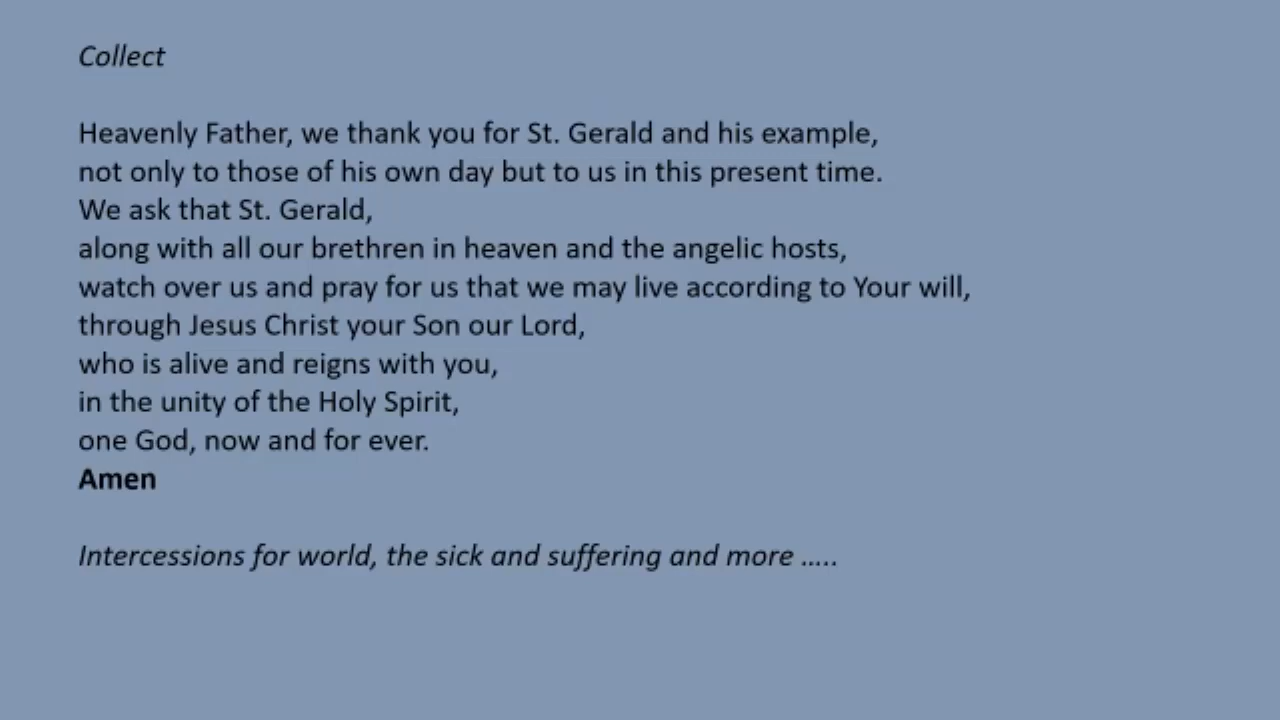 Collect
Heavenly Father, we thank you for St. Gerald and his example,
not only to those of his own day but to us in this present time.
We ask that St. Gerald,
along with all our brethren in heaven and the angelic hosts,
watch over us and pray for us that we may live according to Your will,
through Jesus Christ your Son our Lord,
who is alive and reigns with you,
in the unity of the Holy Spirit,
one God, now and for ever.
Amen
Intercessions for world, the sick and suffering and more …..